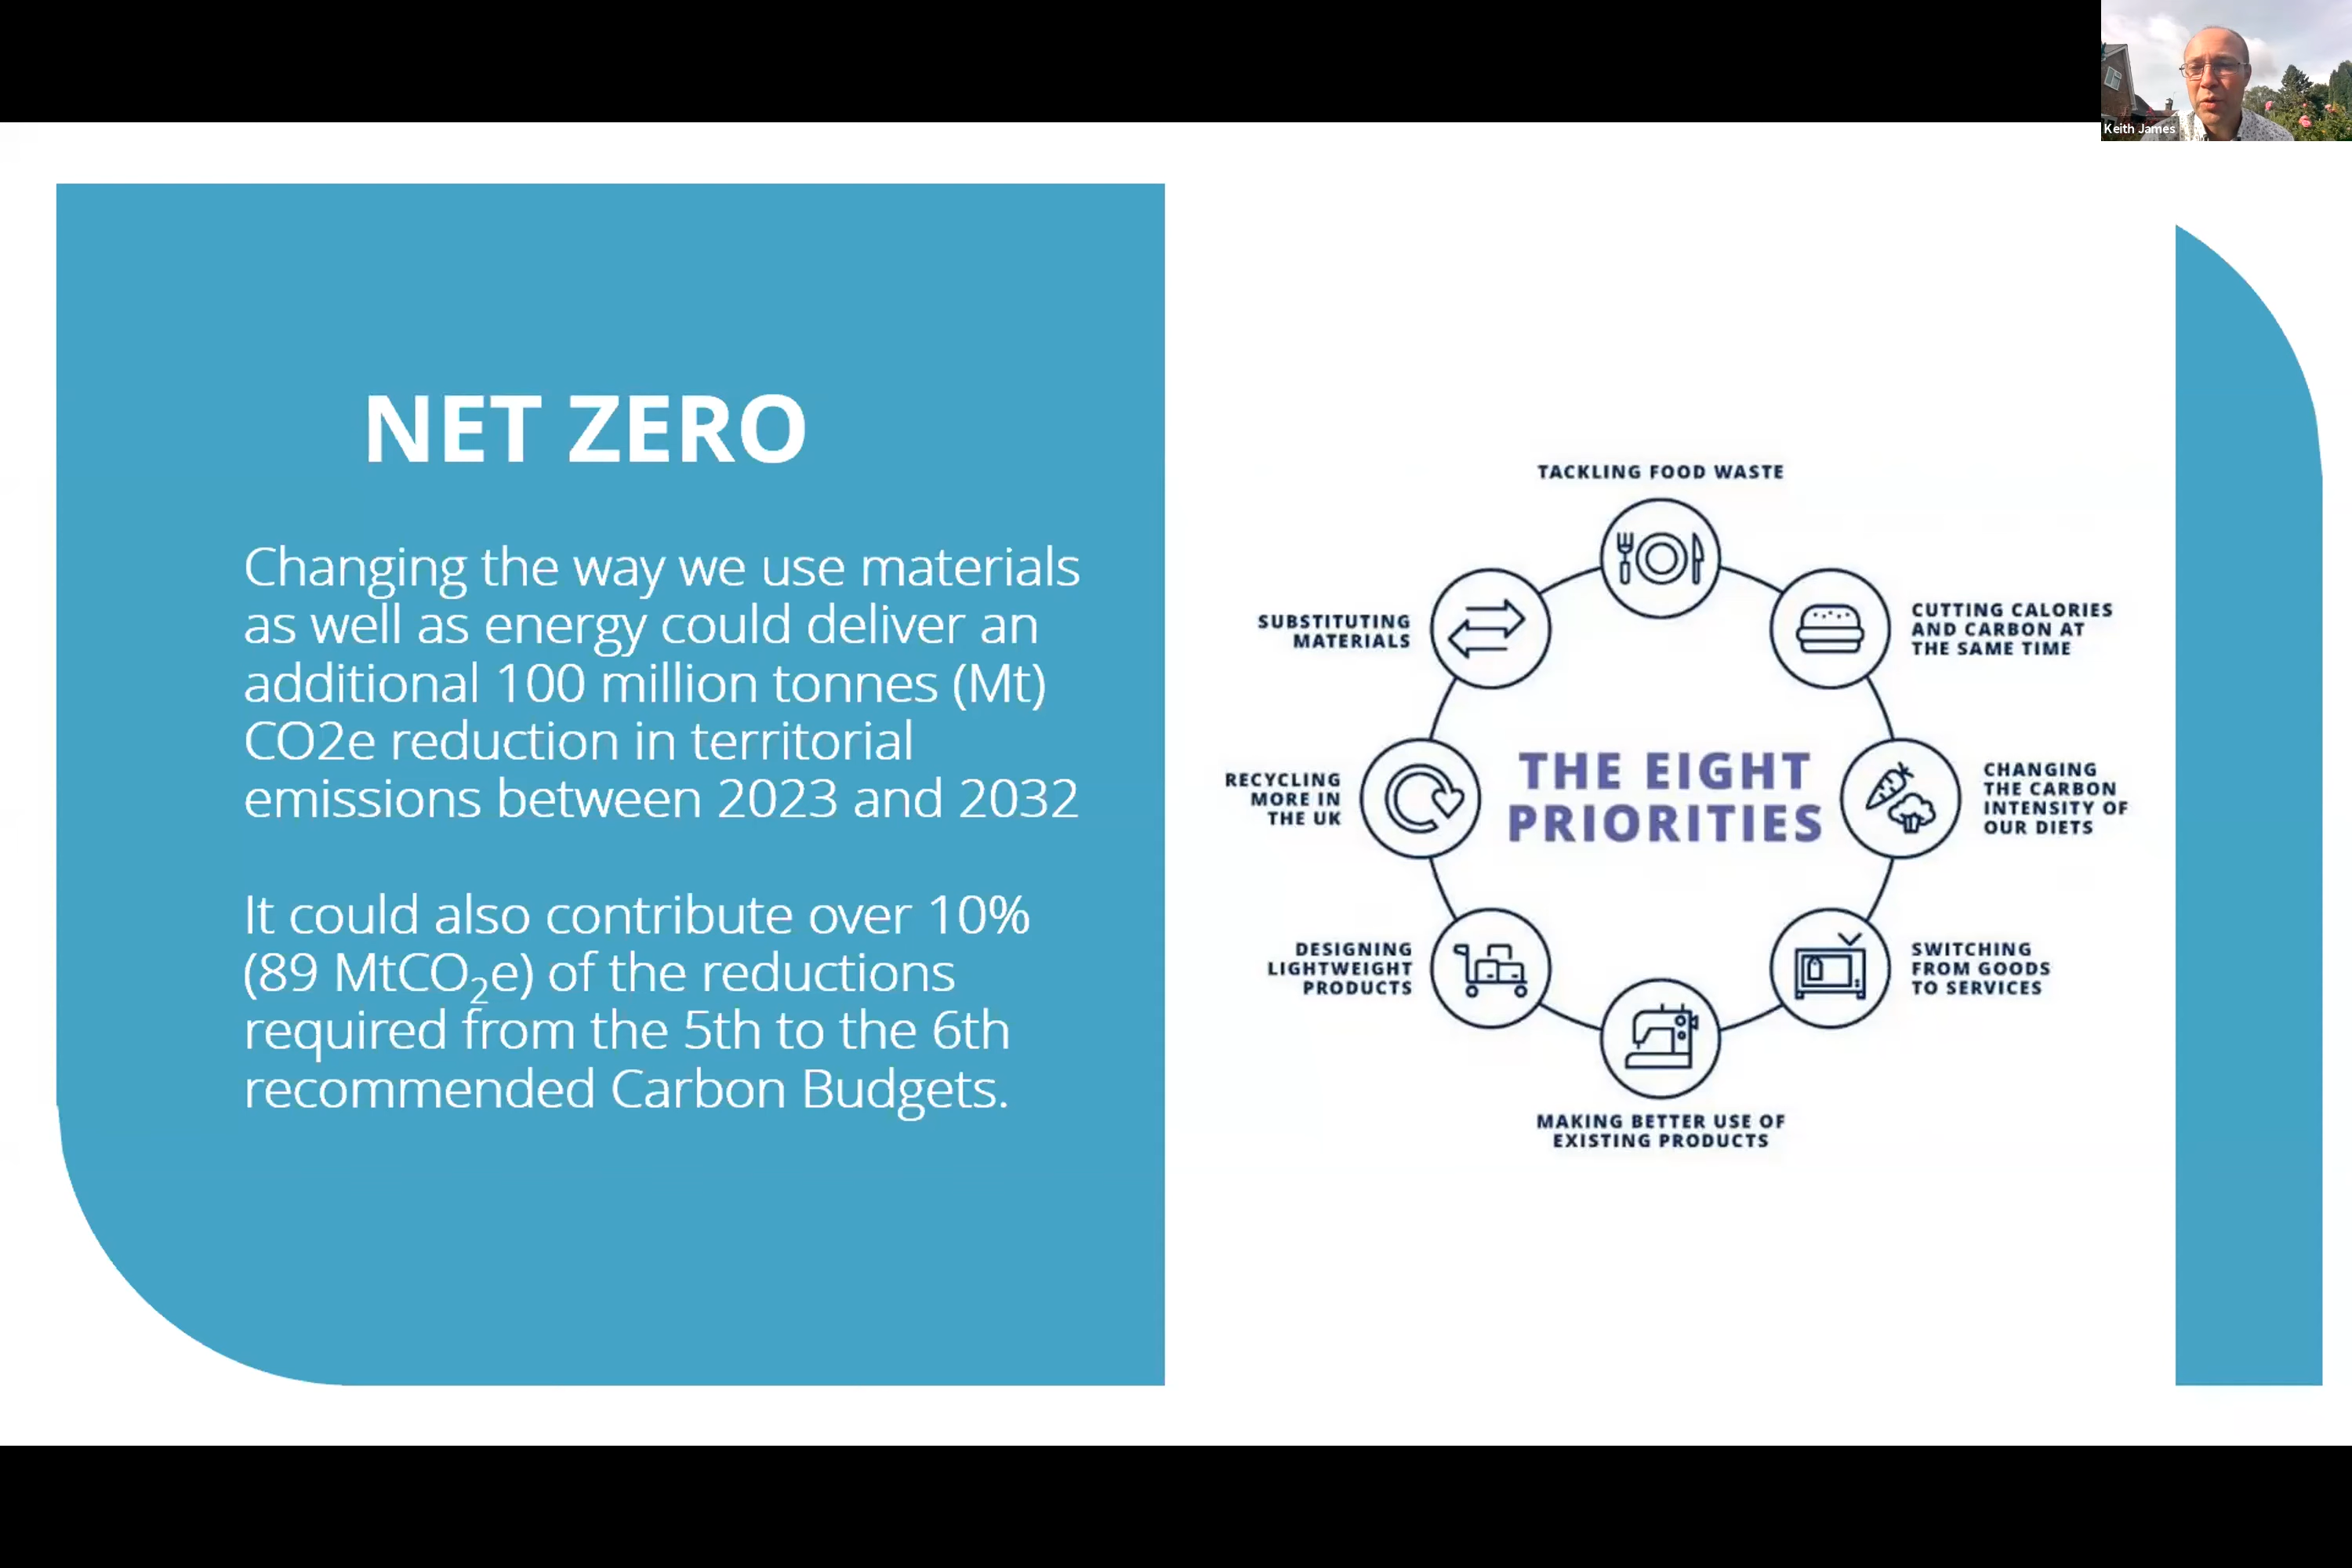 Keith James
NET ZERO
Changing the way we use materials
as well as energy could deliver an
additional 100 million tonnes (Mt)
CO2e reduction in territorial
emissions between 2023 and 2032
It could also contribute over 10%
(89 MtCO₂e) of the reductions
required from the 5th to the 6th
recommended Carbon Budgets.
THE EIGHT
PRIORITIES
TACKLING FOOD WASTE
CUTTING CALORIES
AND CARBON AT
THE SAME TIME
CHANGING
THE CARBON
INTENSITY OF
OUR DIETS
SWITCHING
FROM GOODS
TO SERVICES
MAKING BETTER USE OF
EXISTING PRODUCTS
DESIGNING
LIGHTWEIGHT
PRODUCTS
RECYCLING
MORE IN
THE UK
SUBSTITUTING
MATERIALS